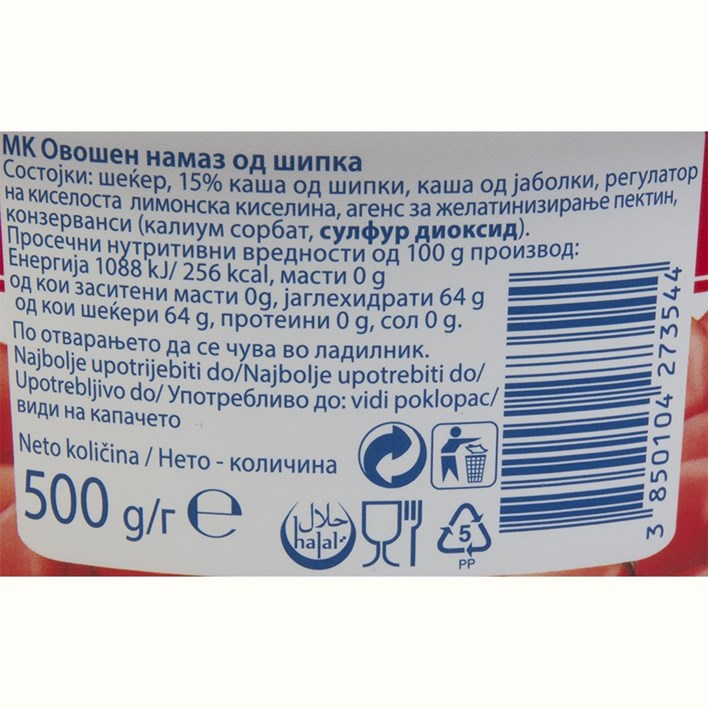 МК Овошен намаз од шипка
Состојки: шеќер, 15% каша од шипки, каша од јаболки, регулатор
на киселоста лимонска киселина, агенс за желатинизирање пектин,
конзерванси (калиум сорбат, сулфур диоксид).
Просечни нутритивни вредности од 100 g производ:
Енергија 1088 kJ/ 256 kcal, масти 0 g
од кои заситени масти 0g, јаглехидрати 64 g
од кои шеќери 64 g, протеини 0 g, сол 0 g.
По отварањето да се чува во ладилник.
Najbolje upotrijebiti do/Najbolje upotrebiti do/
Upotrebljivo do/ Употребливо до: vidi poklopac/
види на капачето
Neto količina / Нето - количина
500 g/г e
حلال
halal
5
PP
3 850104 273544